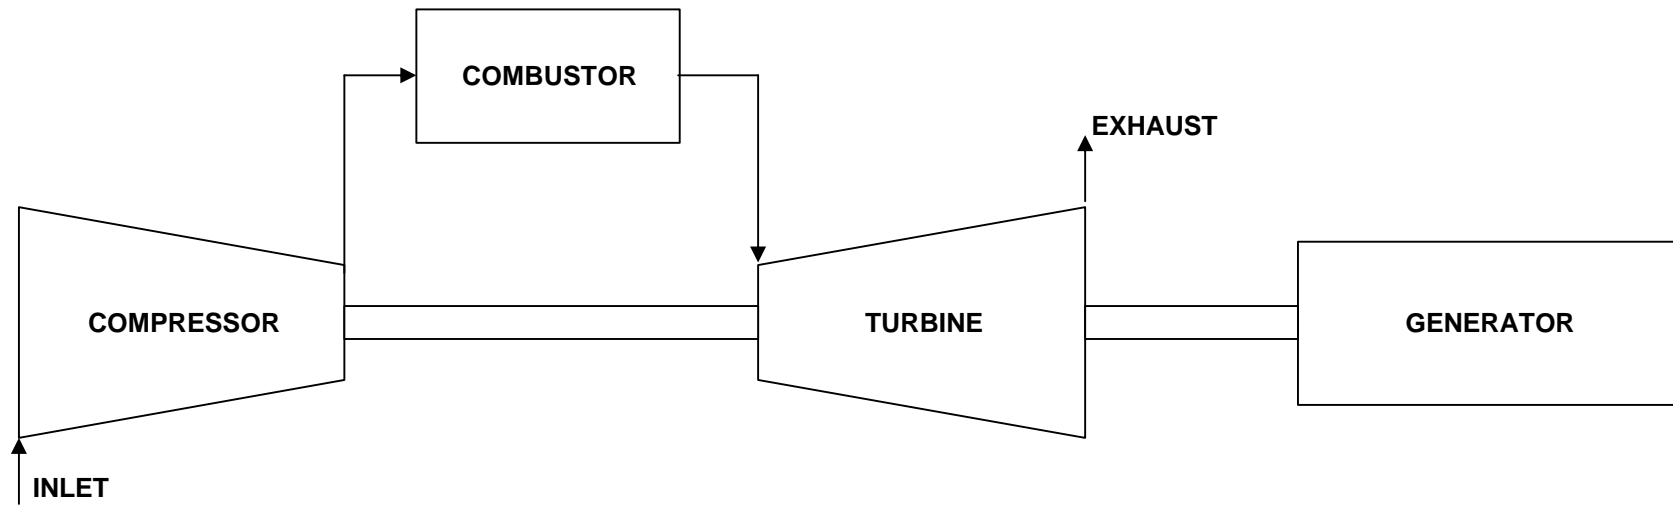 COMBUSTOR
EXHAUST
COMPRESSOR
TURBINE
GENERATOR
INLET